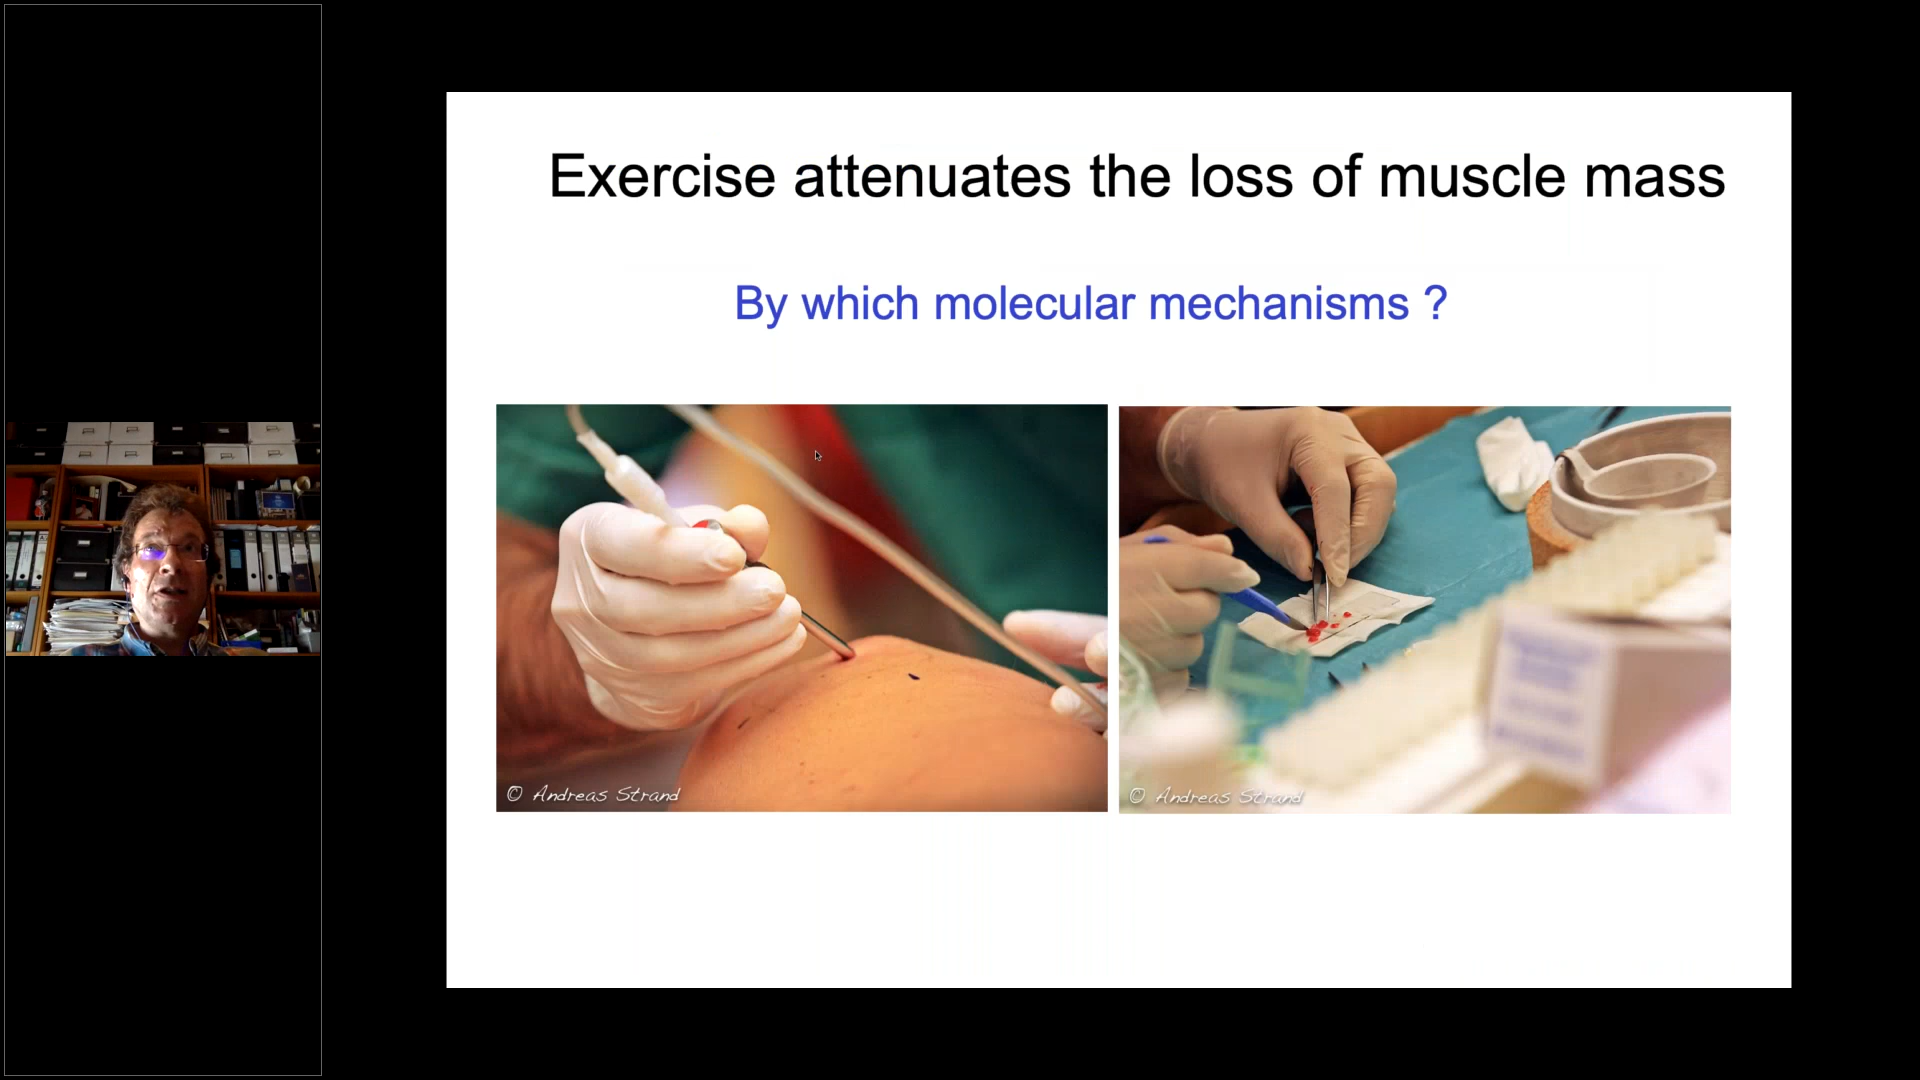 Exercise attenuates the loss of muscle mass
By which molecular mechanisms ?
© Andreas Strand
© Andreas Strand